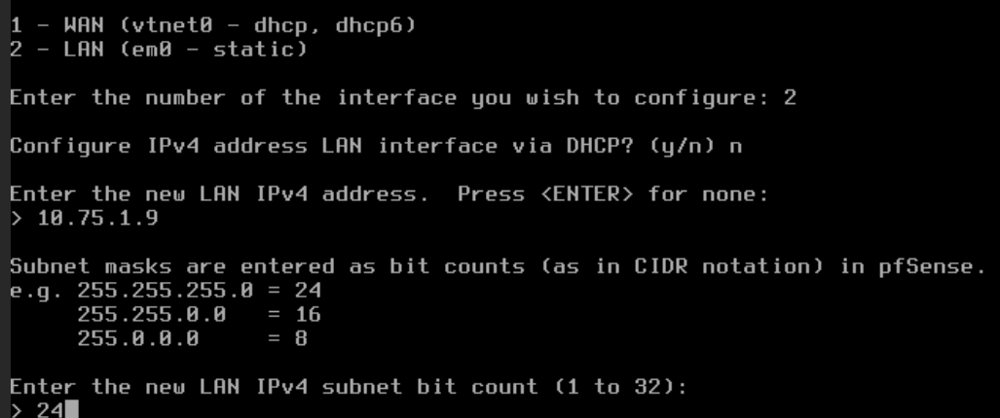 1 - WAN (vtnet0 - dhcp, dhcp6)
2 - LAN (em0 - static)
Enter the number of the interface you wish to configure: 2
Configure IPv4 address LAN interface via DHCP? (y/n) n
Enter the new LAN IPv4 address.  Press <ENTER> for none:
> 10.75.1.9
Subnet masks are entered as bit counts (as in CIDR notation) in pfSense.
e.g. 255.255.255.0 = 24
     255.255.0.0   = 16
     255.0.0.0     = 8
Enter the new LAN IPv4 subnet bit count (1 to 32):
> 24